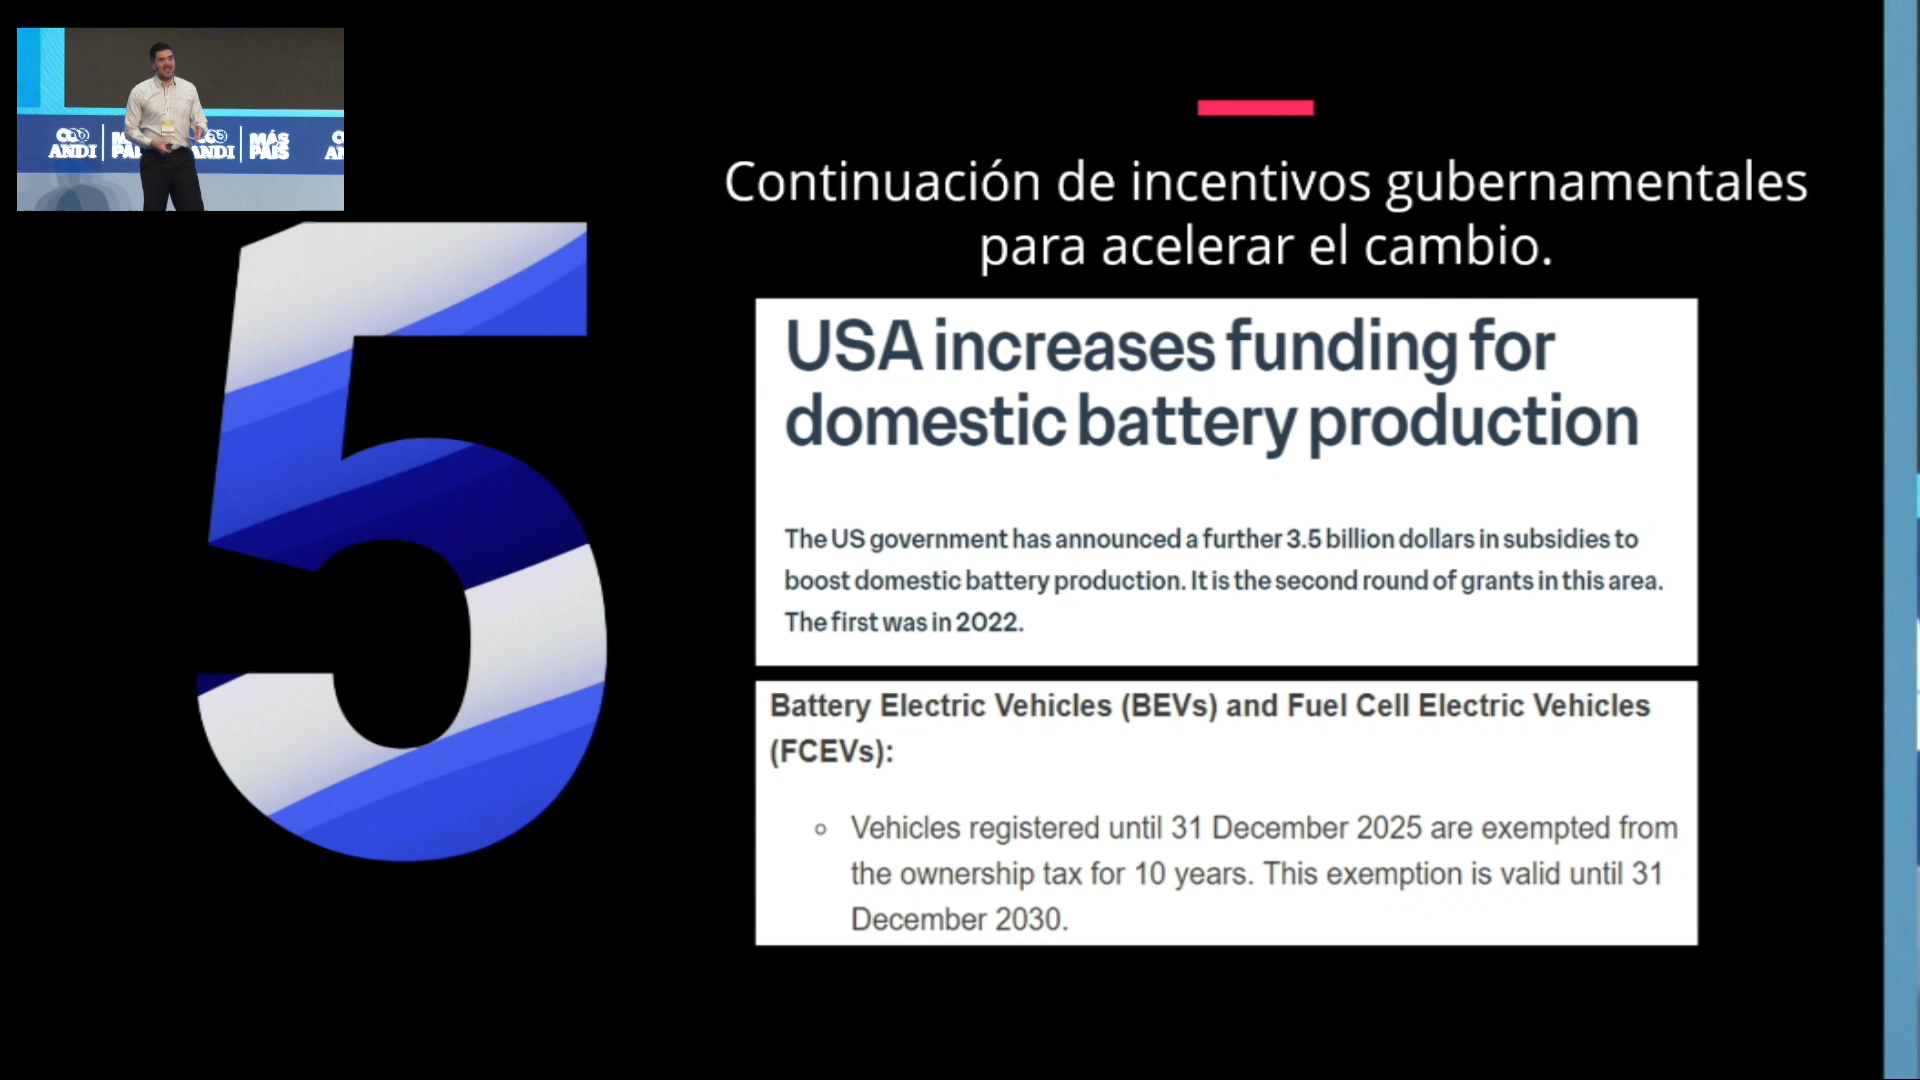 ANDI
MÁS
PAÍS
5
Continuación de incentivos gubernamentales
para acelerar el cambio.
USA increases funding for
domestic battery production
The US government has announced a further 3.5 billion dollars in subsidies to
boost domestic battery production. It is the second round of grants in this area.
The first was in 2022.
Battery Electric Vehicles (BEVs) and Fuel Cell Electric Vehicles
(FCEVs):
Vehicles registered until 31 December 2025 are exempted from
the ownership tax for 10 years. This exemption is valid until 31
December 2030.